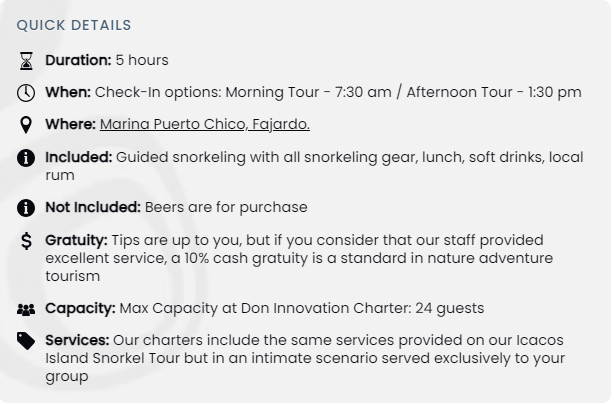 QUICK DETAILS
Duration: 5 hours
When: Check-In options: Morning Tour - 7:30 am / Afternoon Tour - 1:30 pm
Where: Marina Puerto Chico, Fajardo.
Included: Guided snorkeling with all snorkeling gear, lunch, soft drinks, local
rum
Not Included: Beers are for purchase
Gratuity: Tips are up to you, but if you consider that our staff provided
excellent service, a 10% cash gratuity is a standard in nature adventure
tourism
Capacity: Max Capacity at Don Innovation Charter: 24 guests
Services: Our charters include the same services provided on our Icacos
Island Snorkel Tour but in an intimate scenario served exclusively to your
group